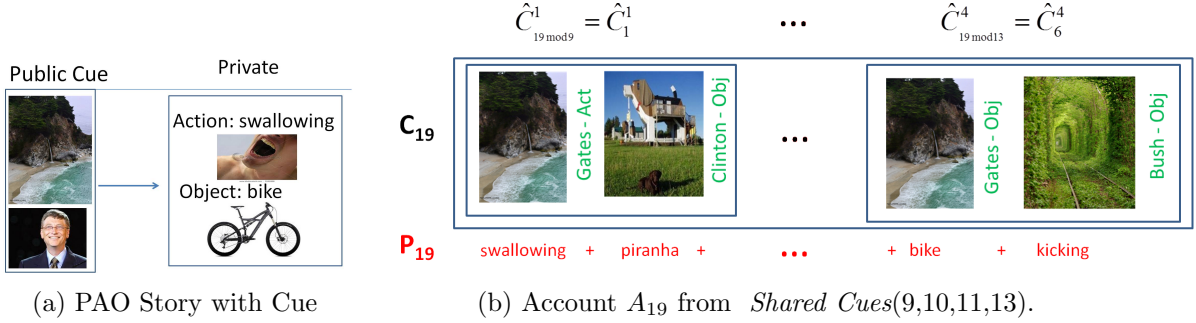 Public Cue
Private
Action: swallowing
Object: bike
(a) PAO Story with Cue
Ĉ¹₁₉ mod 9 = Ĉ¹₁ ... Ĉ⁴₁₉ mod 13 = Ĉ⁴₆
C₁₉
Gates - Act
Clinton - Obj
...
Gates - Obj
Bush - Obj
P₁₉ swallowing + piranha + ... + bike + kicking
(b) Account A₁₉ from Shared Cues(9,10,11,13).